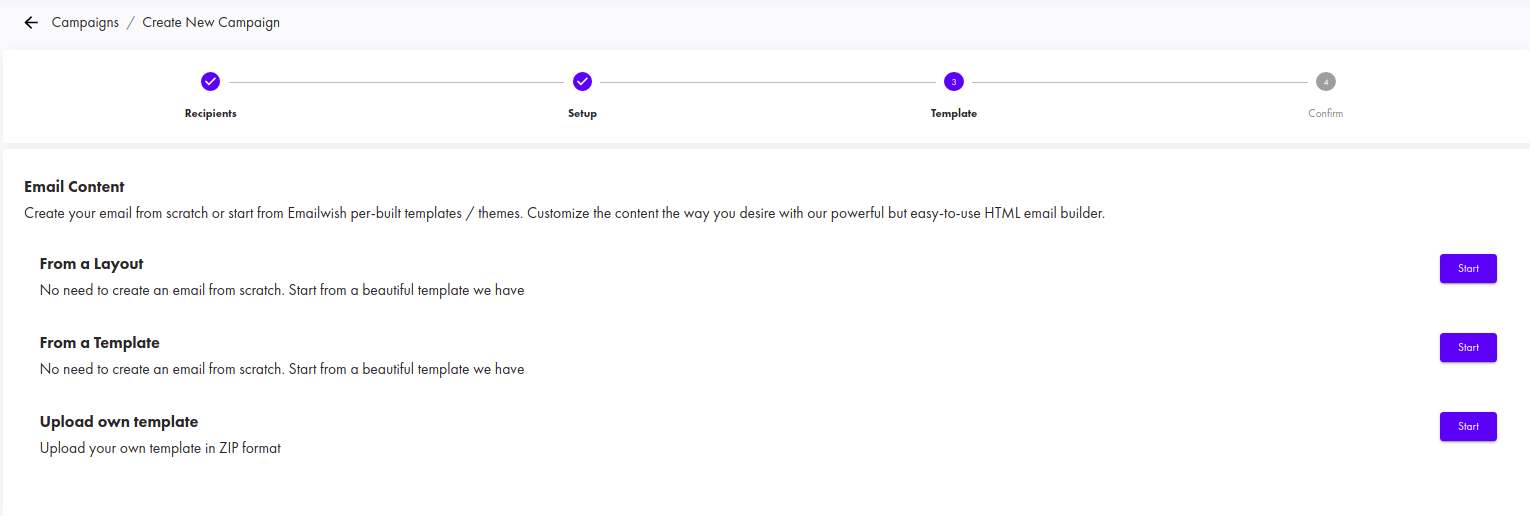 Campaigns / Create New Campaign
Recipients
Setup
3
Template
4
Confirm
Email Content
Create your email from scratch or start from Emailwish per-built templates / themes. Customize the content the way you desire with our powerful but easy-to-use HTML email builder.
From a Layout
No need to create an email from scratch. Start from a beautiful template we have
Start
From a Template
No need to create an email from scratch. Start from a beautiful template we have
Start
Upload own template
Upload your own template in ZIP format
Start